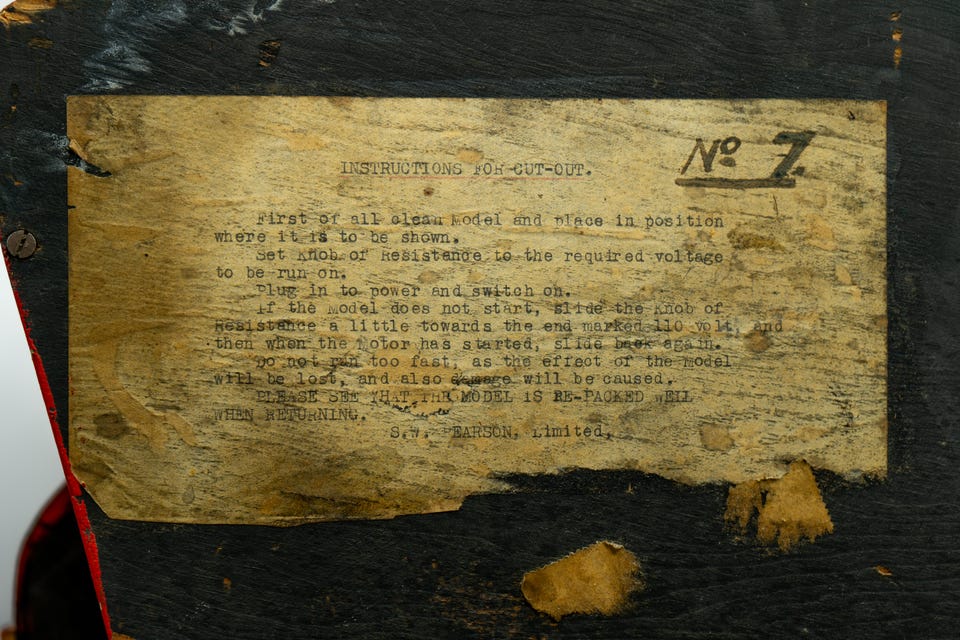 Nº 7.
INSTRUCTIONS FOR CUT-OUT.
First of all clean Model and place in position
where it is to be shown.
Set Knob of Resistance to the required voltage
to be run on.
Plug in to power and switch on.
If the Model does not start, slide the Knob of
Resistance a little towards the end marked 110 volt, and
then when the Motor has started, slide back again.
Do not run too fast, as the effect of the Model
will be lost, and also damage will be caused.
PLEASE SEE THAT THE MODEL IS RE-PACKED WELL
WHEN RETURNING.
S.W. EARSON, Limited,